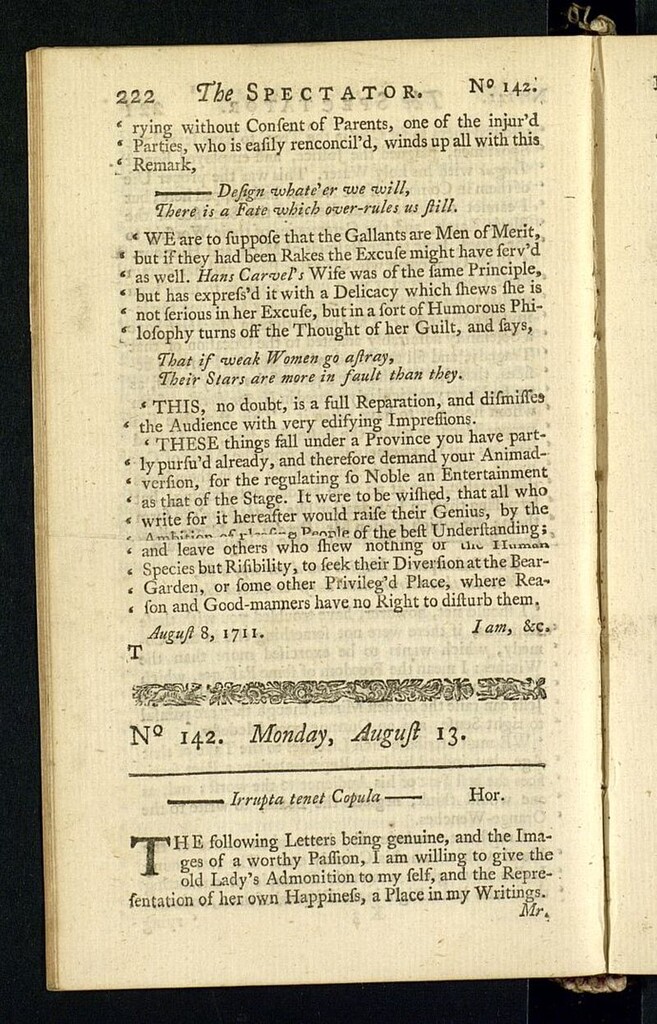 222 The SPECTATOR. Nº 142.
‘ rying without Conſent of Parents, one of the injur’d
‘ Parties, who is eaſily renconcil’d, winds up all with this
‘ Remark,
—— Deſign whate’er we will,
There is a Fate which over-rules us ſtill.
‘ WE are to ſuppoſe that the Gallants are Men of Merit,
‘ but if they had been Rakes the Excuſe might have ſerv’d
‘ as well. Hans Carvel’s Wife was of the ſame Principle,
‘ but has expreſs’d it with a Delicacy which ſhews ſhe is
‘ not ſerious in her Excuſe, but in a ſort of Humorous Phi-
‘ loſophy turns off the Thought of her Guilt, and ſays,
That if weak Women go aſtray,
Their Stars are more in fault than they.
‘ THIS, no doubt, is a full Reparation, and diſmiſſes
‘ the Audience with very edifying Impreſſions.
‘ THESE things fall under a Province you have part-
‘ ly purſu’d already, and therefore demand your Animad-
‘ verſion, for the regulating ſo Noble an Entertainment
‘ as that of the Stage. It were to be wiſhed, that all who
‘ write for it hereafter would raiſe their Genius, by the
‘ Ambition of pleaſing People of the beſt Underſtanding;
‘ and leave others who ſhew nothing of the Human
‘ Species but Riſibility, to ſeek their Diverſion at the Bear-
‘ Garden, or ſome other Privileg’d Place, where Rea-
‘ ſon and Good-manners have no Right to diſturb them.
Auguſt 8, 1711. I am, &c.
T
Nº 142. Monday, Auguſt 13.
—— Irrupta tenet Copula —— Hor.
THE following Letters being genuine, and the Ima-
ges of a worthy Paſſion, I am willing to give the
old Lady’s Admonition to my ſelf, and the Repre-
ſentation of her own Happineſs, a Place in my Writings.
Mr.